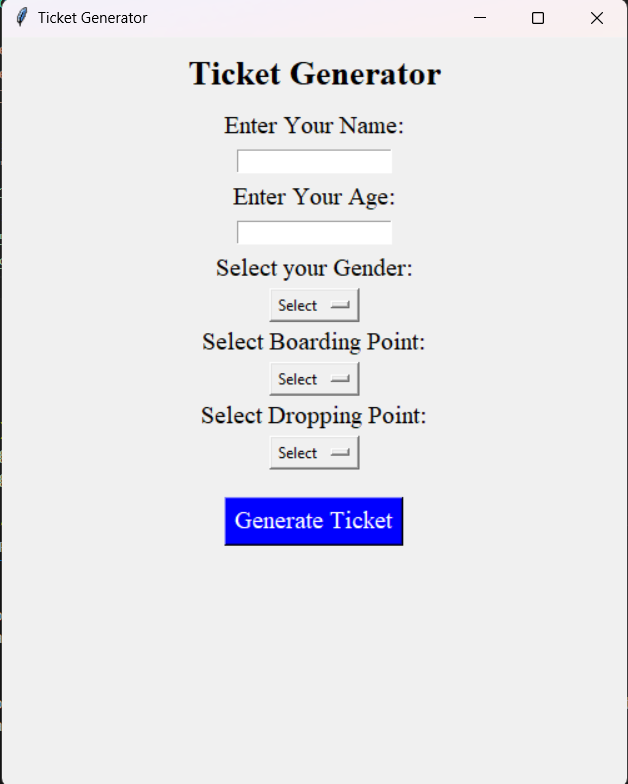 Ticket Generator
Ticket Generator
Enter Your Name:
Enter Your Age:
Select your Gender:
Select
Select Boarding Point:
Select
Select Dropping Point:
Select
Generate Ticket